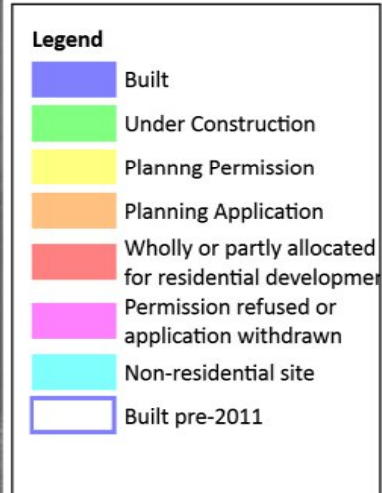 Legend
Built
Under Construction
Plannng Permission
Planning Application
Wholly or partly allocated
for residential developmer
Permission refused or
application withdrawn
Non-residential site
Built pre-2011